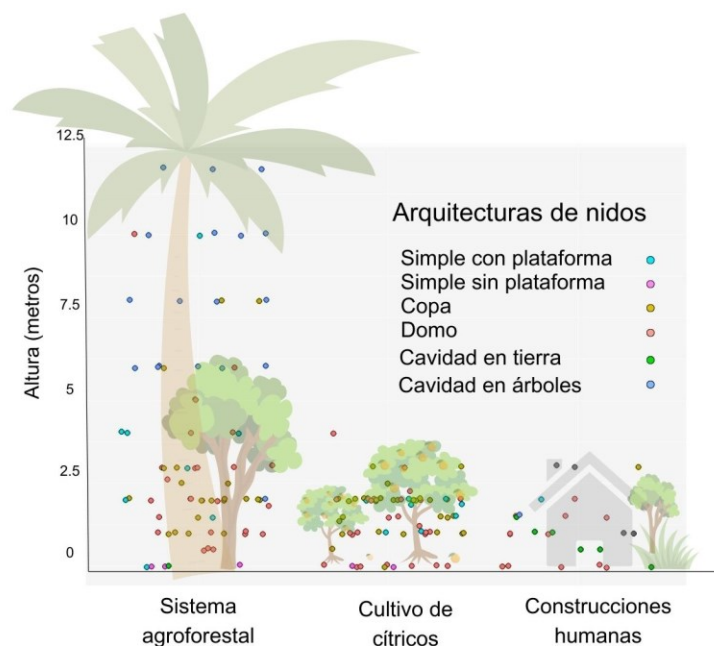 12.5
10
7.5
5
2.5
0
Altura (metros)
Arquitecturas de nidos
Simple con plataforma
Simple sin plataforma
Copa
Domo
Cavidad en tierra
Cavidad en árboles
Sistema
agroforestal
Cultivo de
cítricos
Construcciones
humanas